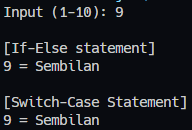 Input (1-10): 9
[If-Else statement]
9 = Sembilan
[Switch-Case Statement]
9 = Sembilan